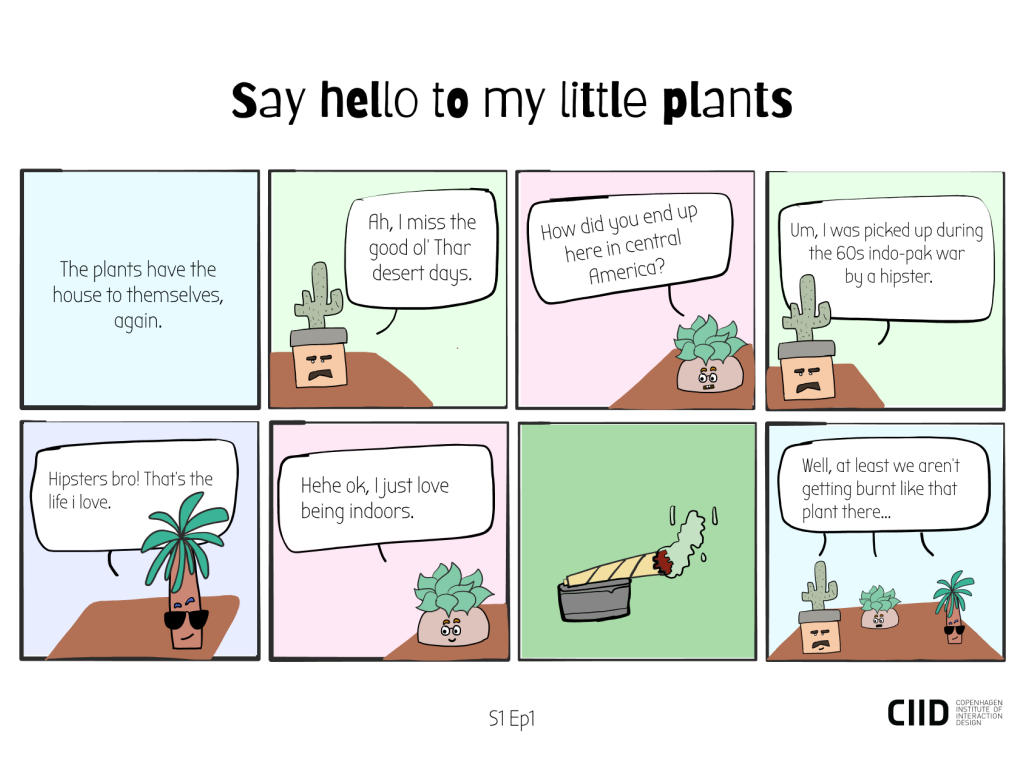 Say hello to my little plants
The plants have the
house to themselves,
again.
Ah, I miss the
good ol' Thar
desert days.
How did you end up
here in central
America?
Um, I was picked up during
the 60s indo-pak war
by a hipster.
Hipsters bro! That's the
life i love.
Hehe ok, I just love
being indoors.
Well, at least we aren't
getting burnt like that
plant there...
S1 Ep1
CIID
COPENHAGEN
INSTITUTE OF
INTERACTION
DESIGN